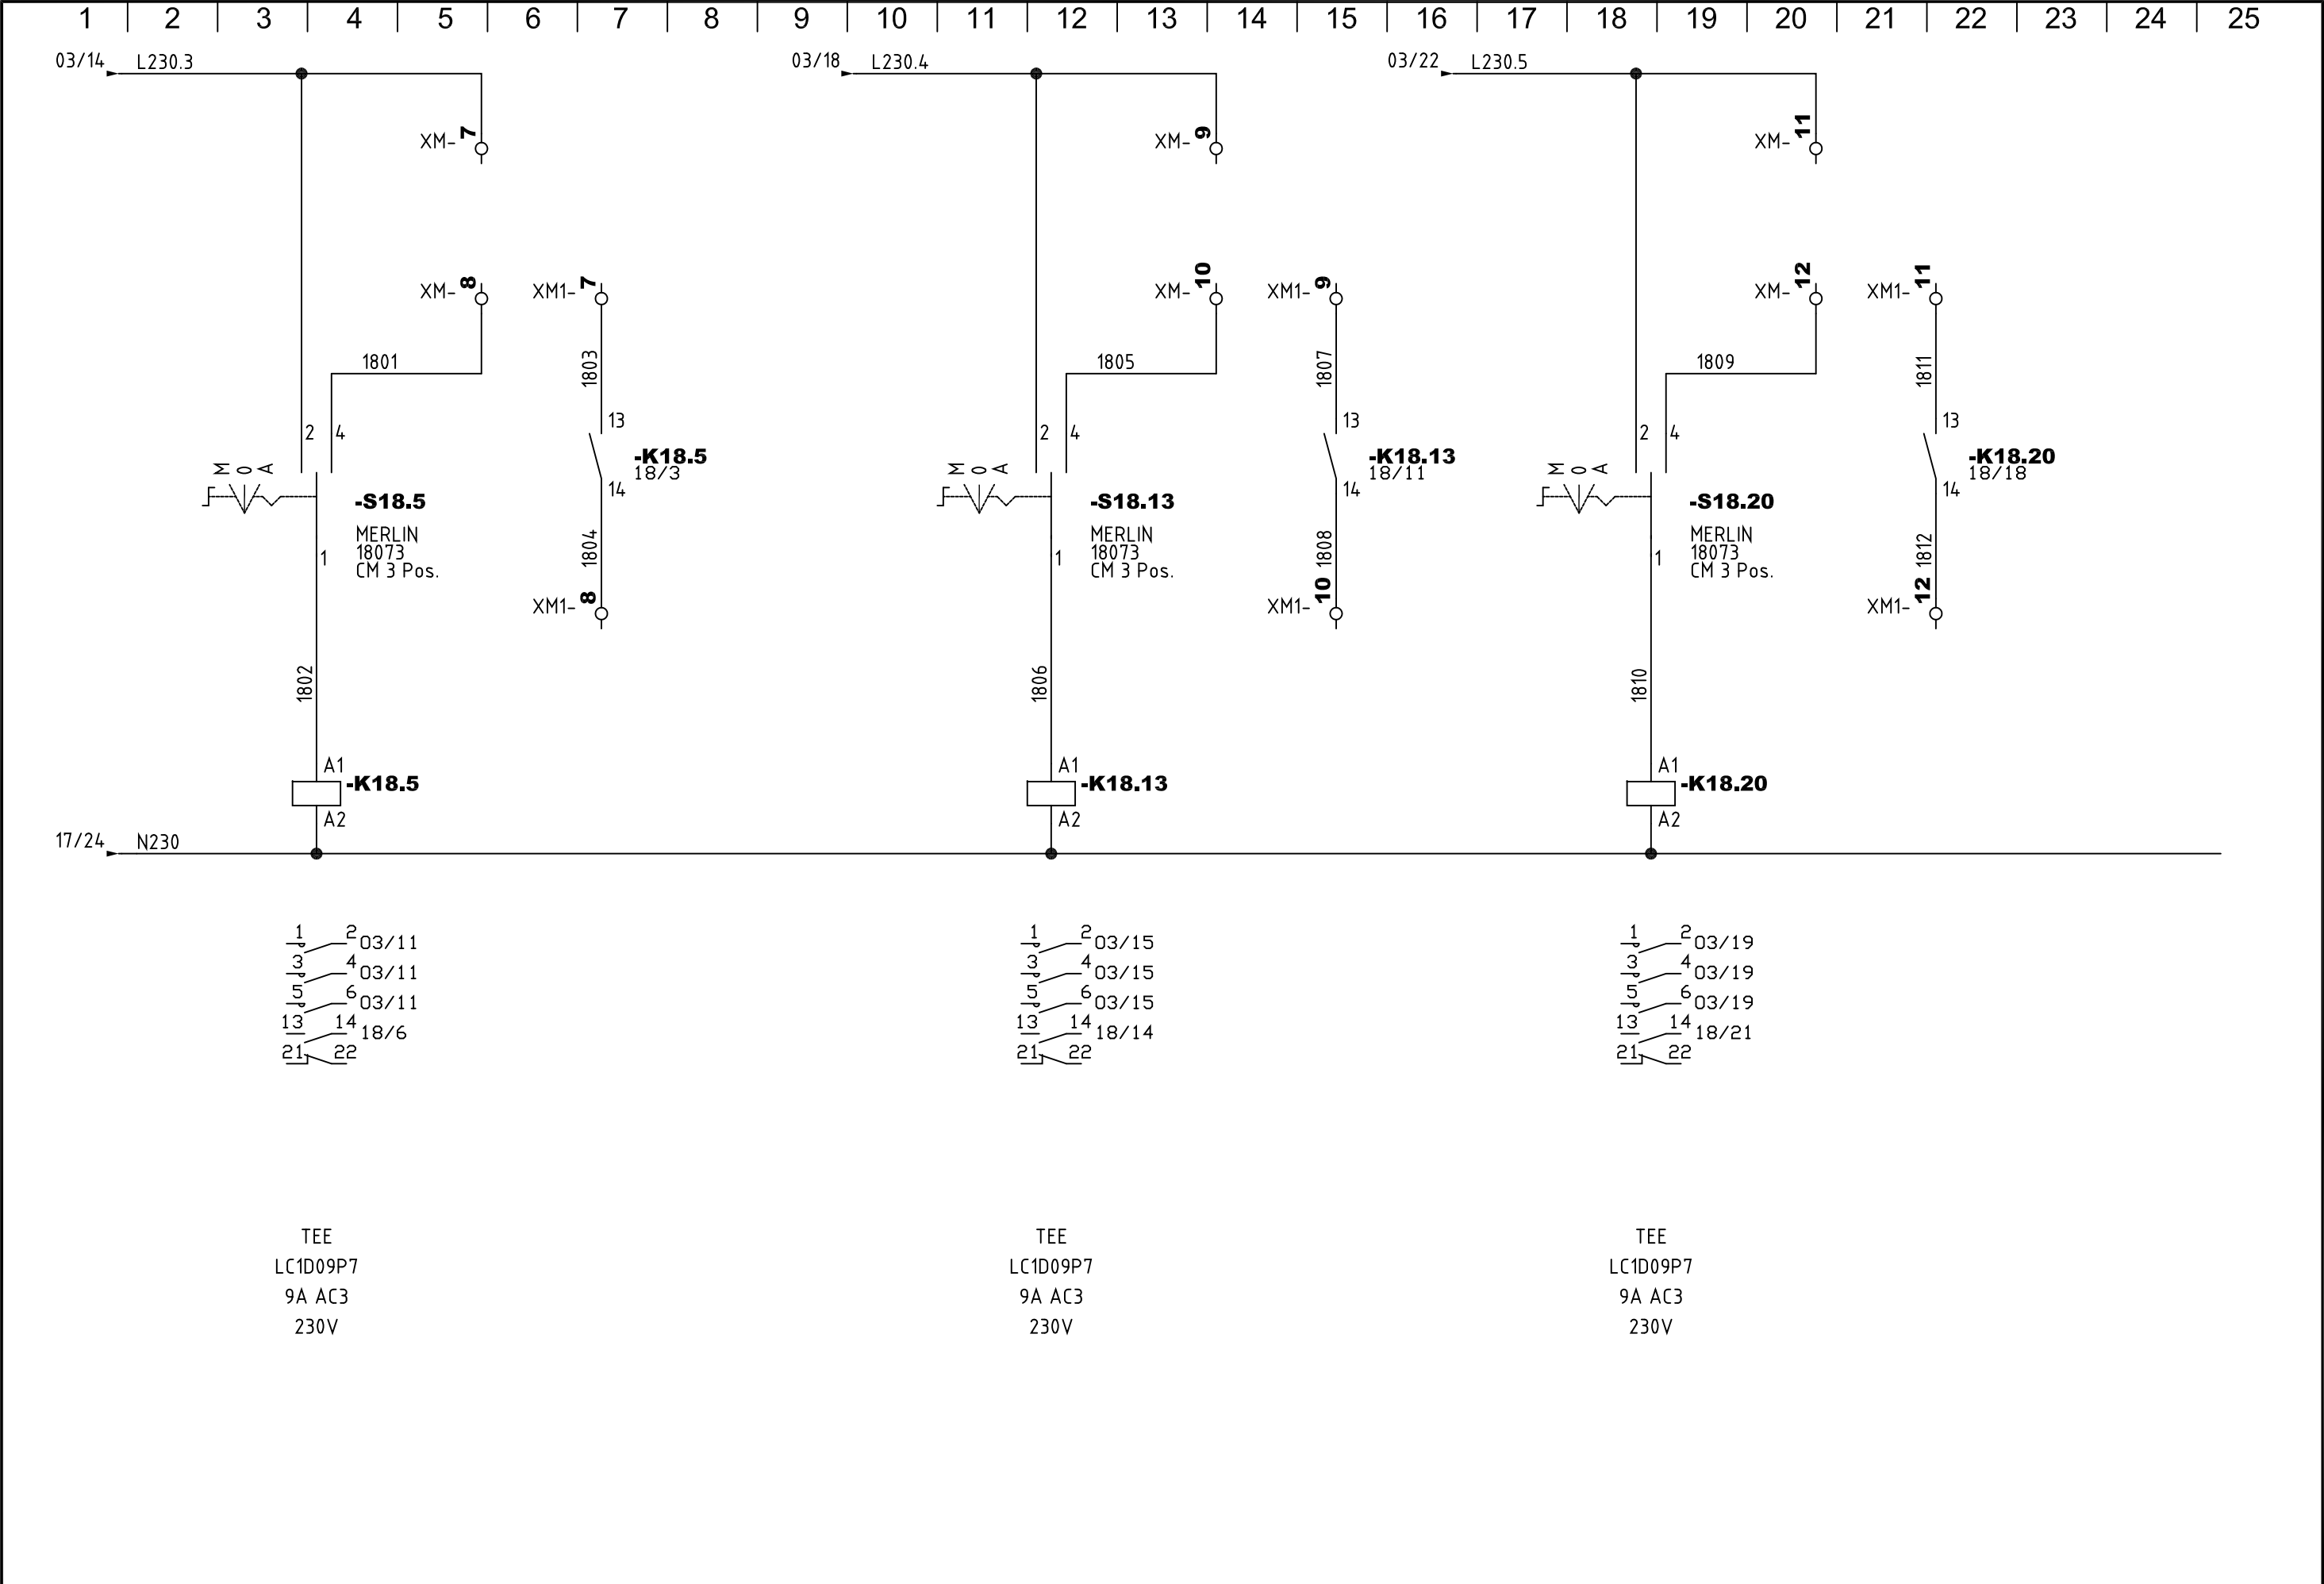 1 2 3 4 5 6 7 8 9 10 11 12 13 14 15 16 17 18 19 20 21 22 23 24 25
03/14 L230.3 03/18 L230.4 03/22 L230.5
XM- 7 XM- 9 XM- 11
XM- 8 XM1- 7 XM- 10 XM1- 9 XM- 12 XM1- 11
1801 1803 1805 1807 1809 1811
13 13 13
2 4 2 4 2 4
-K18.5 -K18.13 -K18.20
M 0 A 18/3 M 0 A 18/11 M 0 A 18/18
14 14 14
-S18.5 -S18.13 -S18.20
MERLIN MERLIN MERLIN
18073 18073 18073
1 1804 1 1808 1 1812
CM 3 Pos. CM 3 Pos. CM 3 Pos.
XM1- 8 XM1- 10 XM1- 12
1802 1806 1810
A1 A1 A1
-K18.5 -K18.13 -K18.20
A2 A2 A2
17/24 N230
1 2 03/11 1 2 03/15 1 2 03/19
3 4 03/11 3 4 03/15 3 4 03/19
5 6 03/11 5 6 03/15 5 6 03/19
13 14 18/6 13 14 18/14 13 14 18/21
21 22 21 22 21 22
TEE TEE TEE
LC1D09P7 LC1D09P7 LC1D09P7
9A AC3 9A AC3 9A AC3
230V 230V 230V